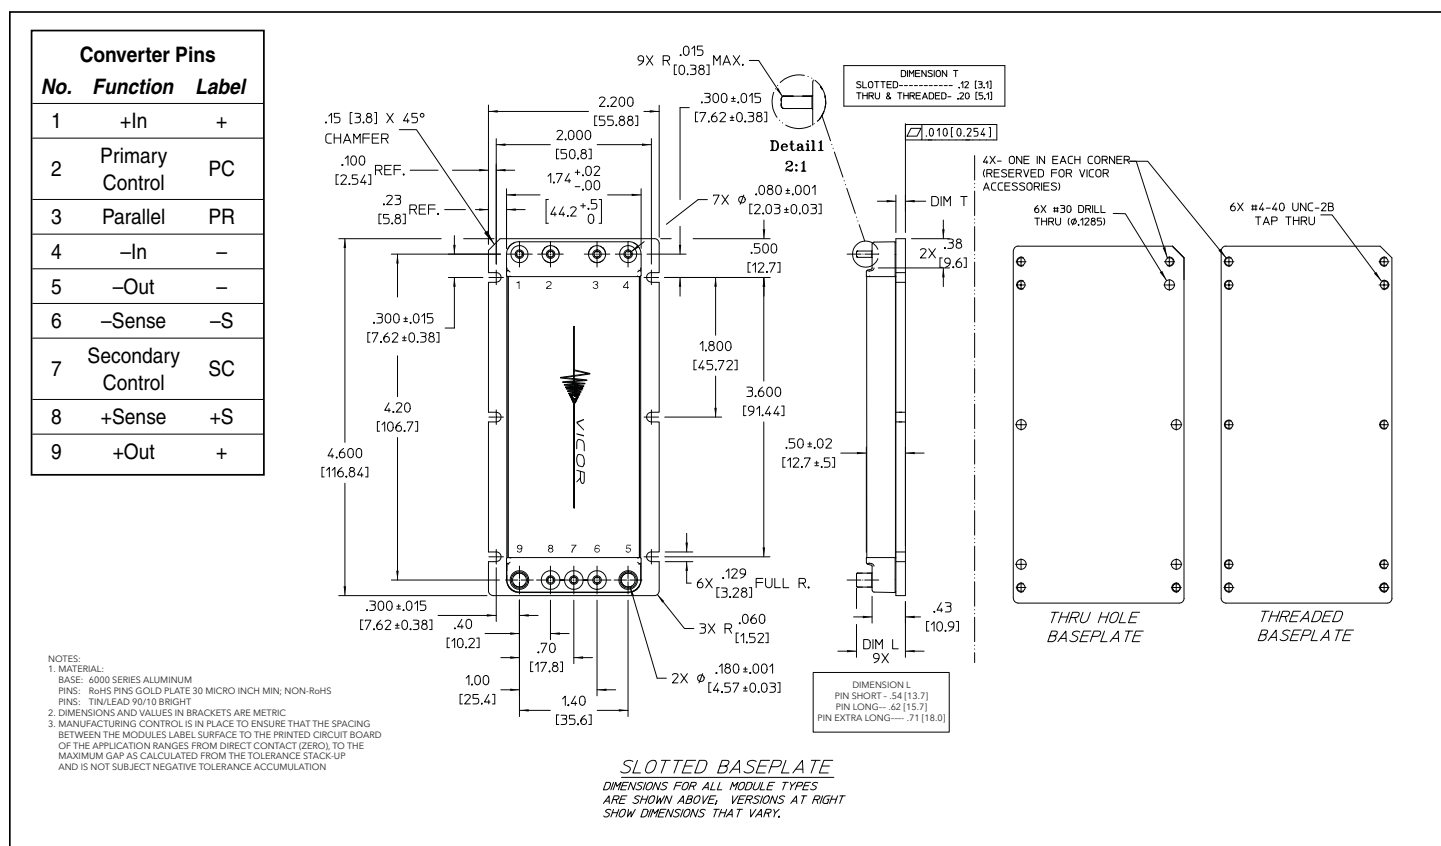 Converter Pins
No. Function Label
1 +In +
2 Primary Control PC
3 Parallel PR
4 –In –
5 –Out –
6 –Sense –S
7 Secondary Control SC
8 +Sense +S
9 +Out +
9X R .015 [0.38] MAX.
DIMENSION T
SLOTTED----------- .12 [3.1]
THRU & THREADED- .20 [5.1]
2.200
[55.88]
.300±.015
[7.62±0.38]
.15 [3.8] X 45°
CHAMFER
2.000
[50.8]
Detail1
2:1
.010[0.254]
.100
[2.54] REF.
1.74 +.02 -.00
[44.2 +.5 0]
.23
[5.8] REF.
7X ø .080±.001
[2.03±0.03]
DIM T
4X- ONE IN EACH CORNER
(RESERVED FOR VICOR
ACCESSORIES)
6X #30 DRILL
THRU (ø.1285)
6X #4-40 UNC-2B
TAP THRU
.500
[12.7]
2X .38
[9.6]
1 2 3 4
.300±.015
[7.62±0.38]
1.800
[45.72]
3.600
[91.44]
4.20
[106.7]
4.600
[116.84]
VICOR
.50±.02
[12.7±.5]
9 8 7 6 5
6X .129
[3.28] FULL R.
.300±.015
[7.62±0.38]
.40
[10.2]
.70
[17.8]
3X R .060
[1.52]
.43
[10.9]
DIM L
9X
THRU HOLE
BASEPLATE
THREADED
BASEPLATE
1.00
[25.4]
1.40
[35.6]
2X ø .180±.001
[4.57±0.03]
DIMENSION L
PIN SHORT - .54 [13.7]
PIN LONG-- .62 [15.7]
PIN EXTRA LONG---- .71 [18.0]
NOTES:
1. MATERIAL:
BASE: 6000 SERIES ALUMINUM
PINS: RoHS PINS GOLD PLATE 30 MICRO INCH MIN; NON-RoHS
PINS: TIN/LEAD 90/10 BRIGHT
2. DIMENSIONS AND VALUES IN BRACKETS ARE METRIC
3. MANUFACTURING CONTROL IS IN PLACE TO ENSURE THAT THE SPACING
BETWEEN THE MODULES LABEL SURFACE TO THE PRINTED CIRCUIT BOARD
OF THE APPLICATION RANGES FROM DIRECT CONTACT (ZERO), TO THE
MAXIMUM GAP AS CALCULATED FROM THE TOLERANCE STACK-UP
AND IS NOT SUBJECT NEGATIVE TOLERANCE ACCUMULATION
SLOTTED BASEPLATE
DIMENSIONS FOR ALL MODULE TYPES
ARE SHOWN ABOVE; VERSIONS AT RIGHT
SHOW DIMENSIONS THAT VARY.